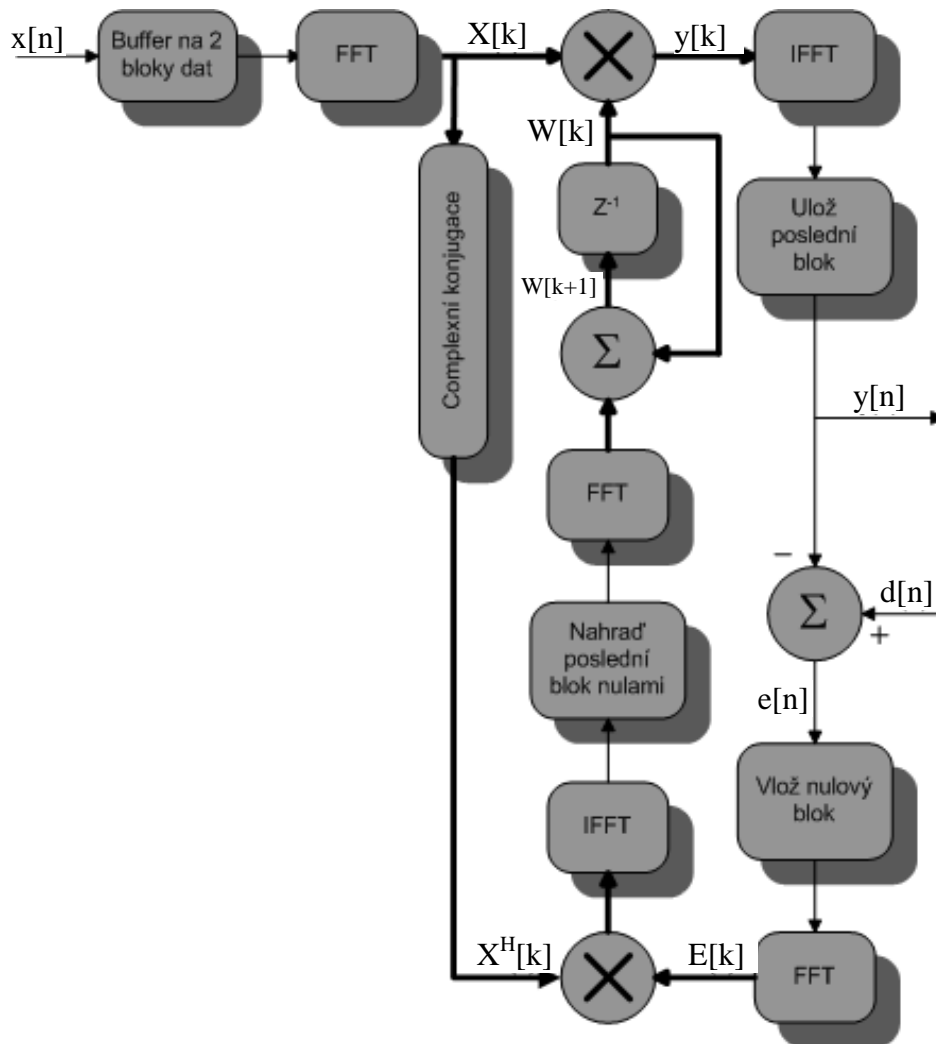 x[n]
Buffer na 2
bloky dat
FFT
X[k]
y[k]
IFFT
W[k]
Complexní konjugace
Z⁻¹
Ulož
poslední
blok
W[k+1]
Σ
y[n]
FFT
−
Σ
d[n]
+
Nahraď
poslední
blok nulami
e[n]
Vlož nulový
blok
IFFT
Xᴴ[k]
E[k]
FFT